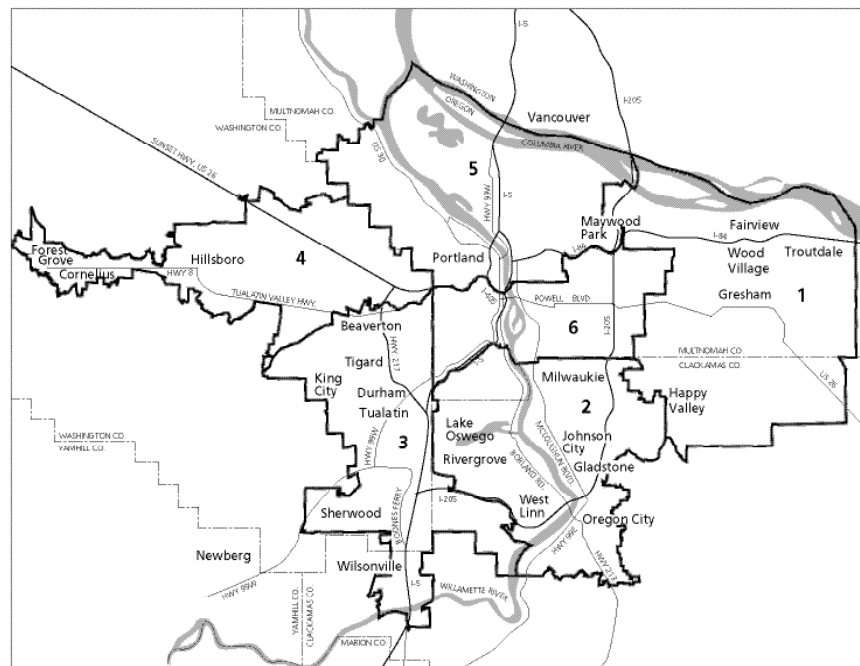 I-5
WASHINGTON
OREGON
I-205
MULTNOMAH CO.
WASHINGTON CO.
Vancouver
COLUMBIA RIVER
SUNSET HWY, US 26
US 30
5
HWY 99W
I-5
Maywood
Park
Fairview
I-84
I-84
Forest
Grove
Cornelius
Hillsboro
4
Portland
Wood
Village
Troutdale
HWY 8
Gresham
1
TUALATIN VALLEY HWY.
I-405
POWELL BLVD
Beaverton
6
I-205
HWY 217
MULTNOMAH CO.
CLACKAMAS CO.
Tigard
King
City
Milwaukie
US 26
Durham
Tualatin
2
Happy
Valley
Lake
Oswego
MCLOUGHLIN BLVD.
WASHINGTON CO.
YAMHILL CO.
HWY 99W
3
Johnson
City
Rivergrove
BORLAND RD.
Gladstone
I-205
West
Linn
Sherwood
BOONES FERRY
Oregon City
HWY 99E
HWY 213
Newberg
Wilsonville
HWY 99W
I-5
WILLAMETTE RIVER
YAMHILL CO.
CLACKAMAS CO.
MARION CO.